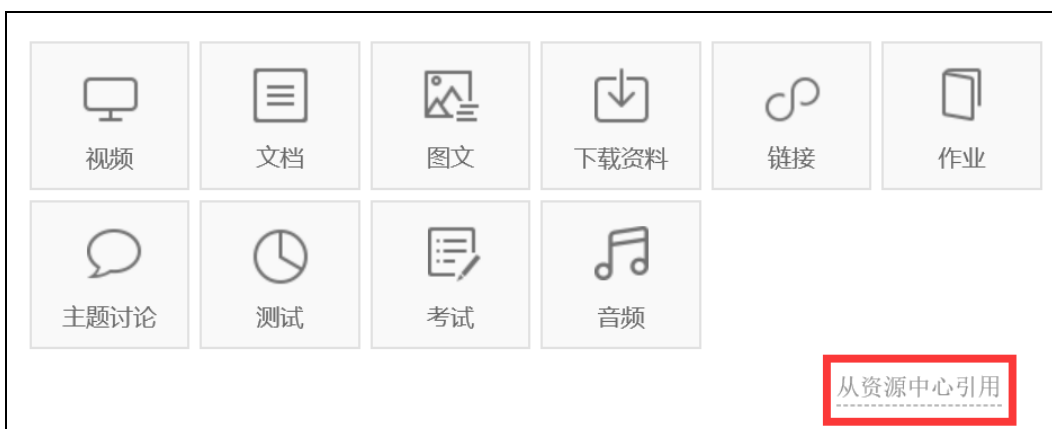 视频 文档 图文 下载资料 链接 作业
主题讨论 测试 考试 音频
从资源中心引用